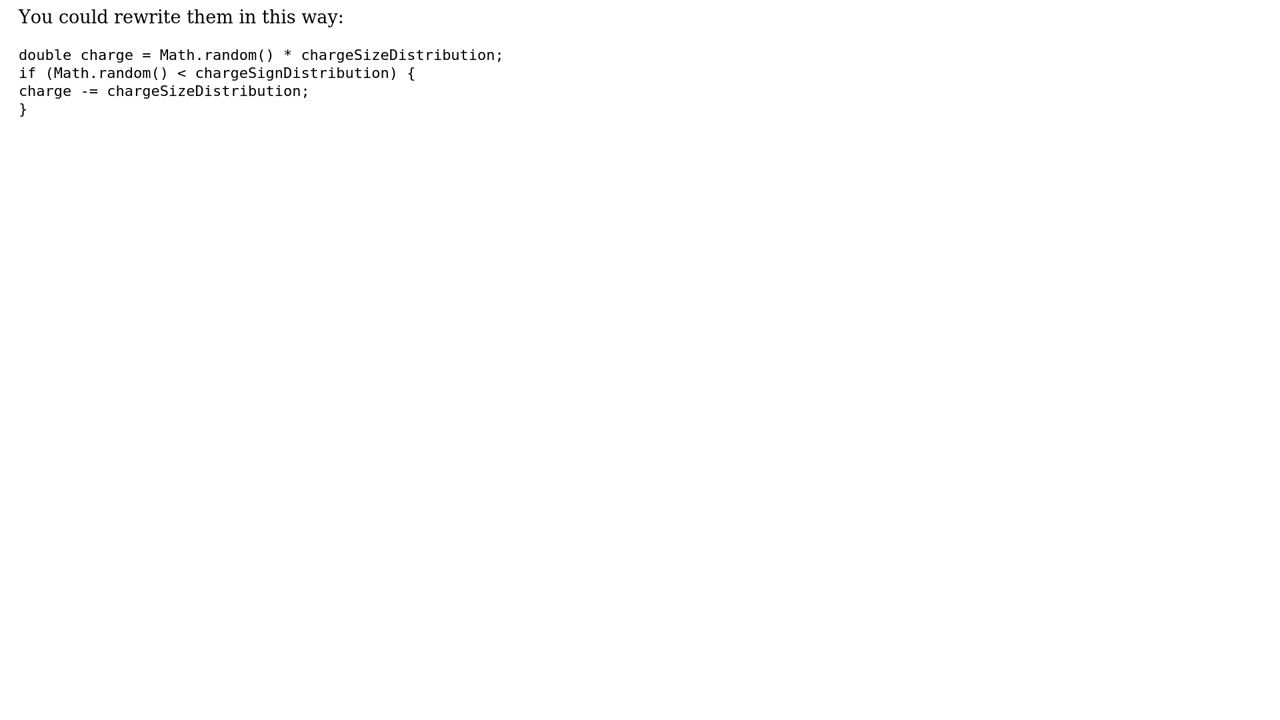 You could rewrite them in this way:
double charge = Math.random() * chargeSizeDistribution;
if (Math.random() < chargeSignDistribution) {
charge -= chargeSizeDistribution;
}